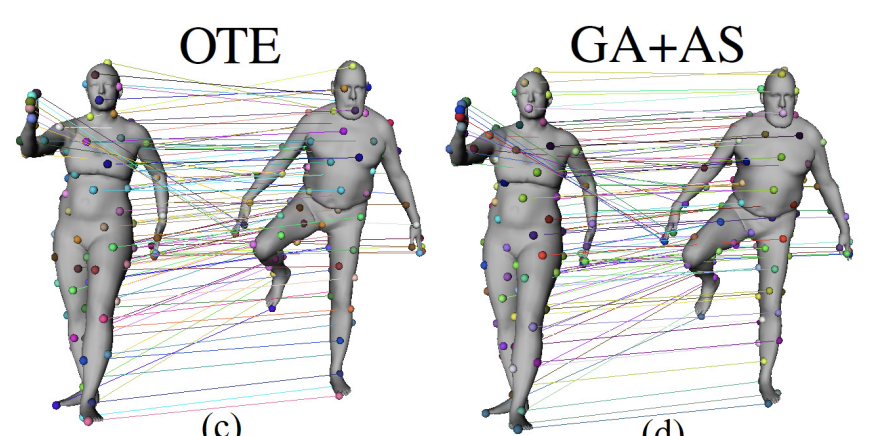 OTE
GA+AS
(c)
(d)